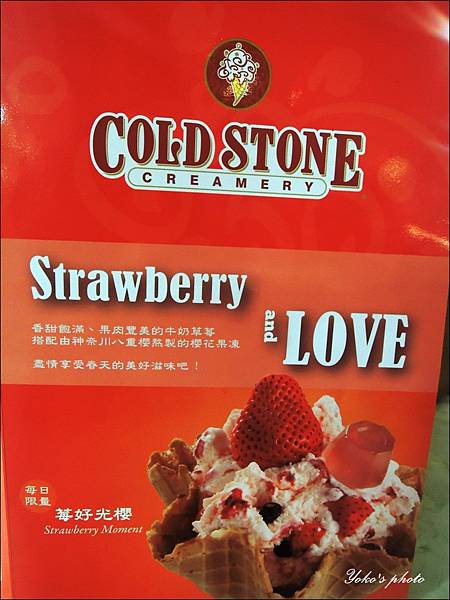 COLD STONE
CREAMERY
Strawberry
and LOVE
香甜飽滿、果肉豐美的牛奶草莓
搭配由神奈川八重櫻熬製的櫻花果凍
盡情享受春天的美好滋味吧！
每日
限量
莓好光櫻
Strawberry Moment
Yoko's photo